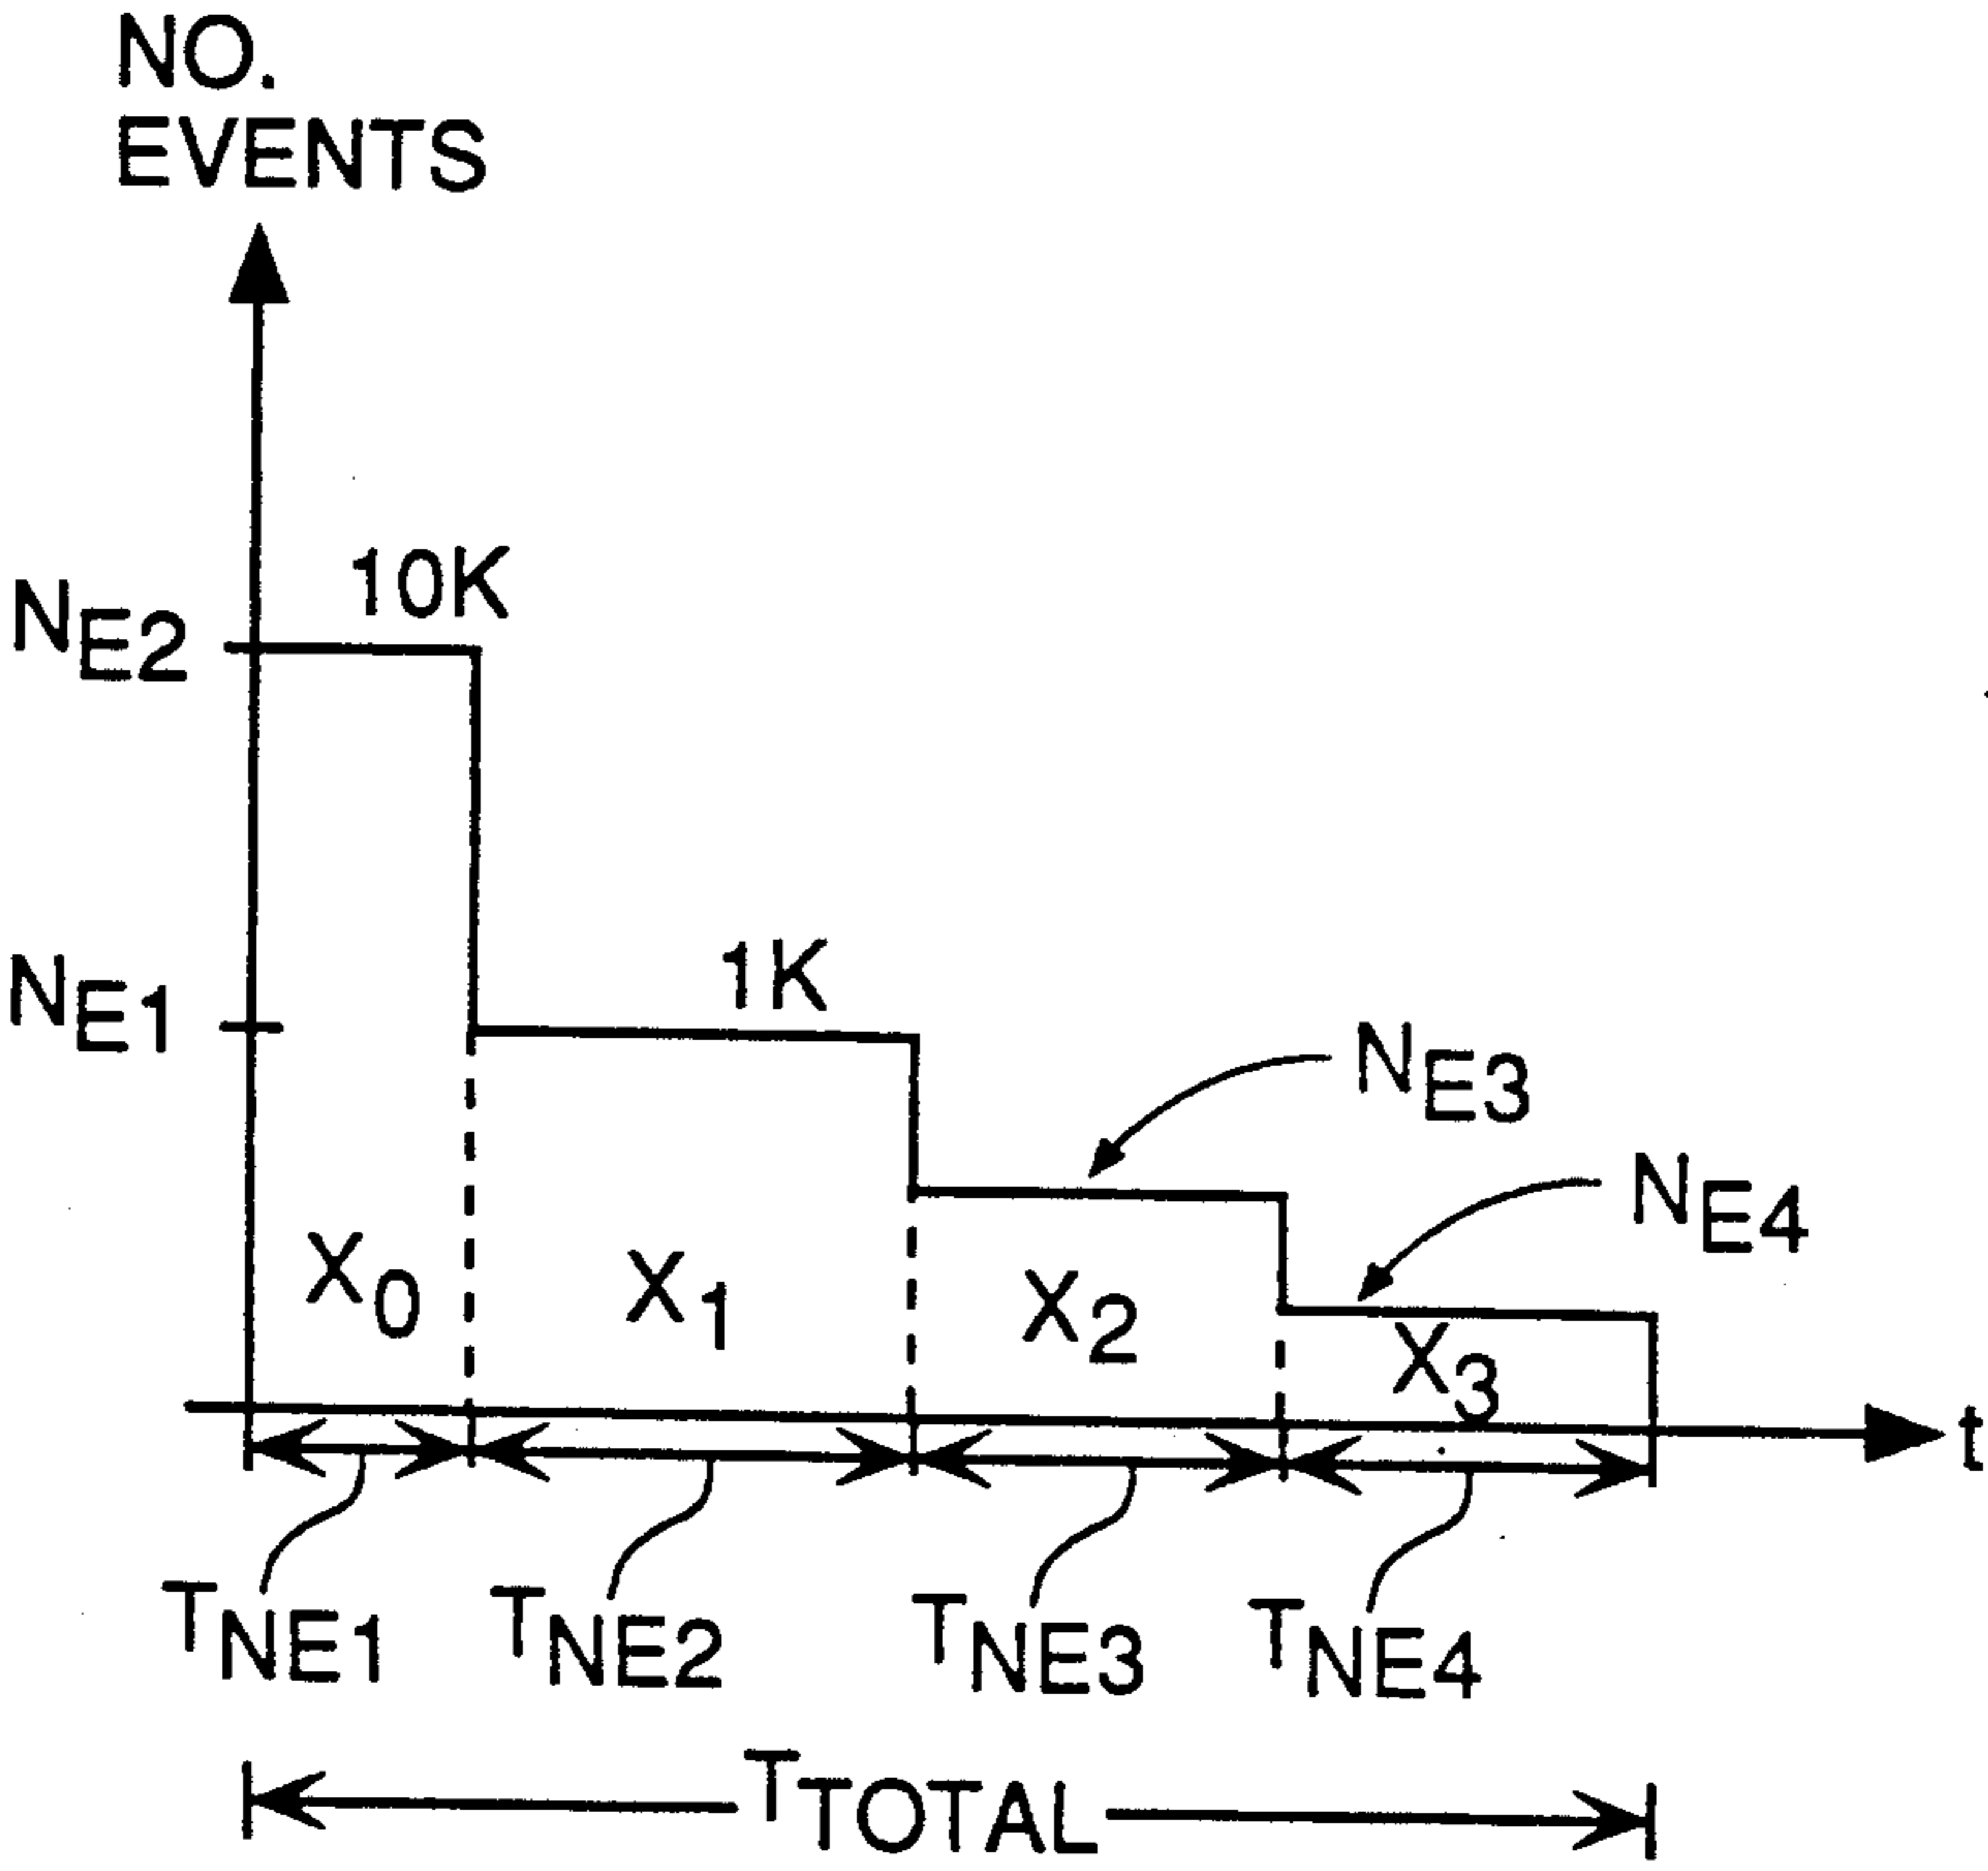 NO.
EVENTS
10K
NE2
1K
NE1
NE3
NE4
X0
X1
X2
X3
t
TNE1
TNE2
TNE3
TNE4
TTOTAL